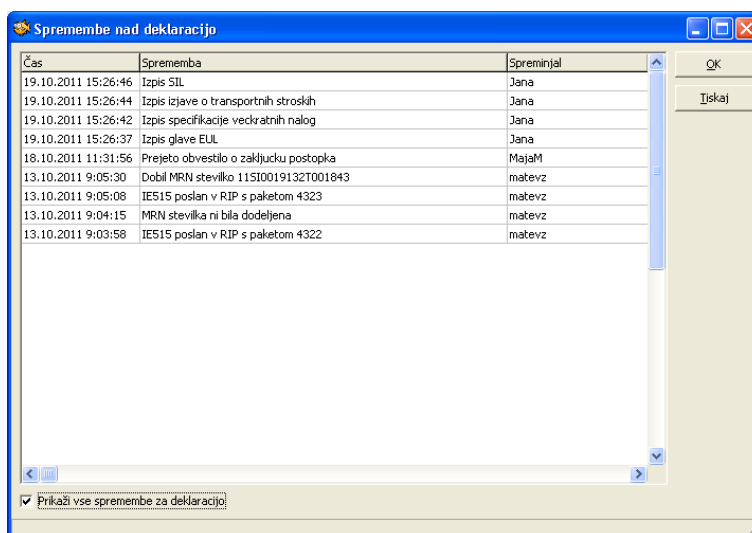 Spremembe nad deklaracijo
Čas Sprememba Spreminjal
19.10.2011 15:26:46 Izpis SIL Jana
19.10.2011 15:26:44 Izpis izjave o transportnih stroskih Jana
19.10.2011 15:26:42 Izpis specifikacije veckratnih nalog Jana
19.10.2011 15:26:37 Izpis glave EUL Jana
18.10.2011 11:31:56 Prejeto obvestilo o zakljucku postopka MajaM
13.10.2011 9:05:30 Dobil MRN stevilko 11SI0019132T001843 matevz
13.10.2011 9:05:08 IE515 poslan v RIP s paketom 4323 matevz
13.10.2011 9:04:15 MRN stevilka ni bila dodeljena matevz
13.10.2011 9:03:58 IE515 poslan v RIP s paketom 4322 matevz
OK
Tiskaj
Prikaži vse spremembe za deklaracijo